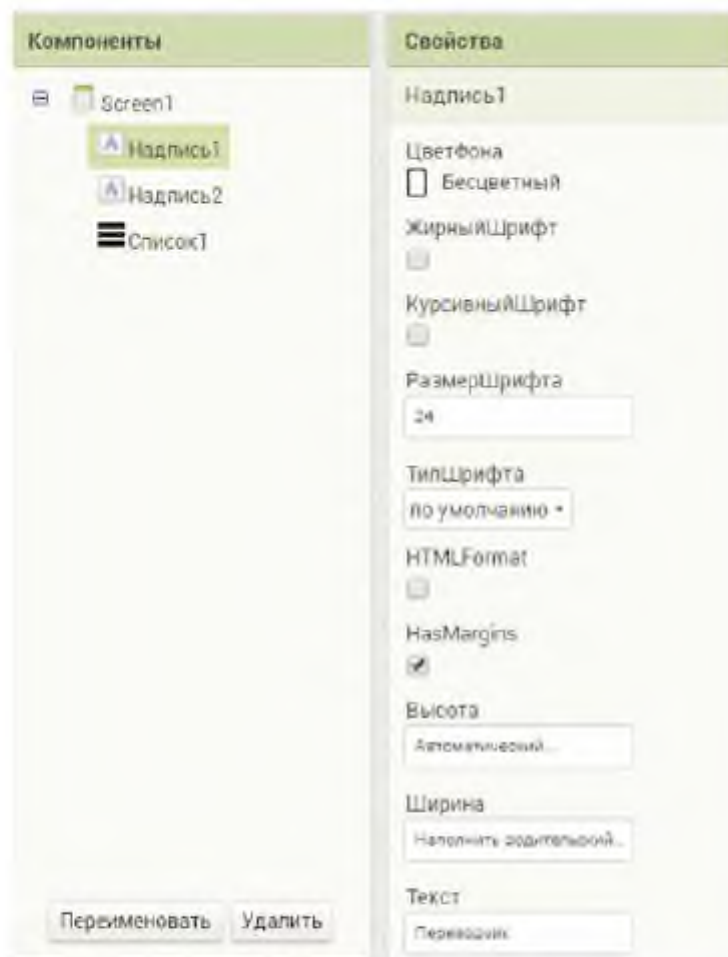 Компоненты
Screen1
Надпись1
Надпись2
Список1
Переименовать
Удалить
Свойства
Надпись1
ЦветФона
Бесцветный
ЖирныйШрифт
КурсивныйШрифт
РазмерШрифта
24
ТипШрифта
по умолчанию
HTMLFormat
HasMargins
Высота
Автоматический...
Ширина
Наполнить родительский...
Текст
Переводчик